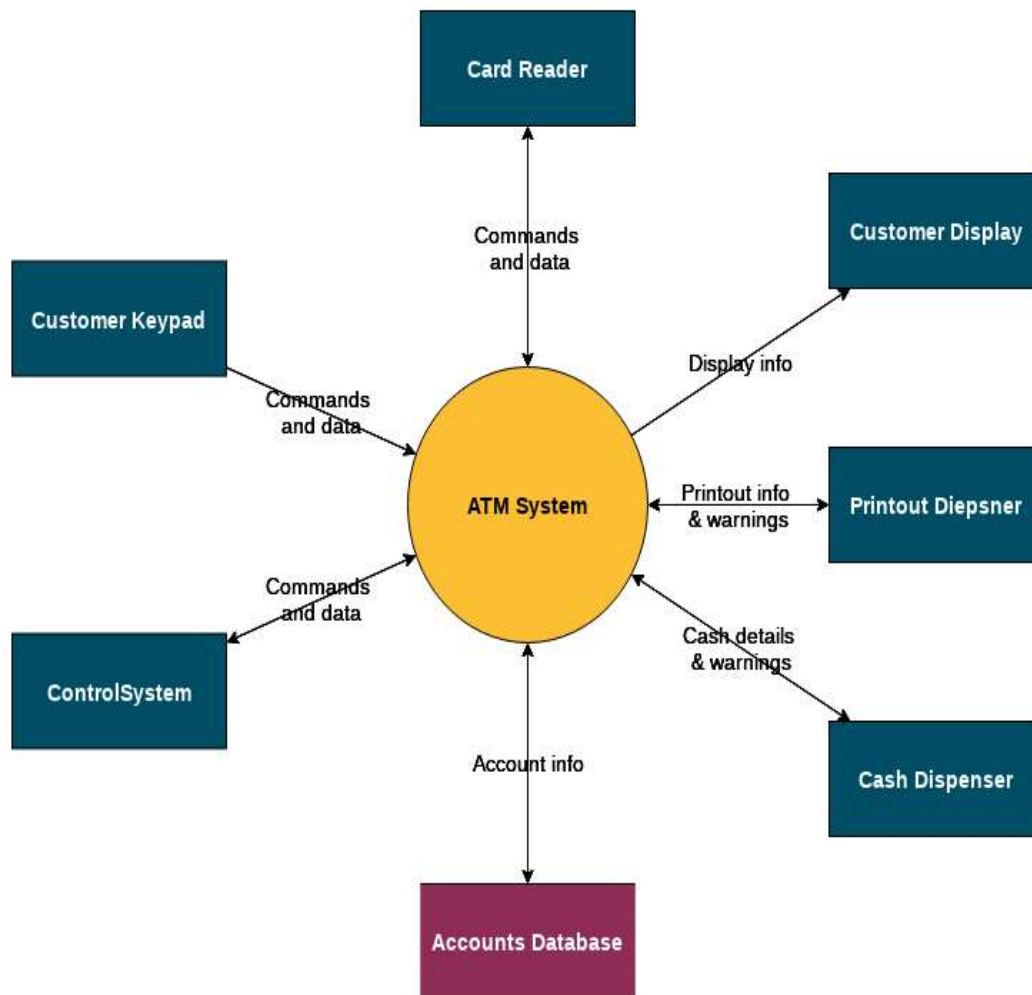 Card Reader
Commands
and data
Customer Display
Customer Keypad
Display info
Commands
and data
ATM System
Printout info
& warnings
Printout Diepsner
Commands
and data
Cash details
& warnings
ControlSystem
Account info
Cash Dispenser
Accounts Database